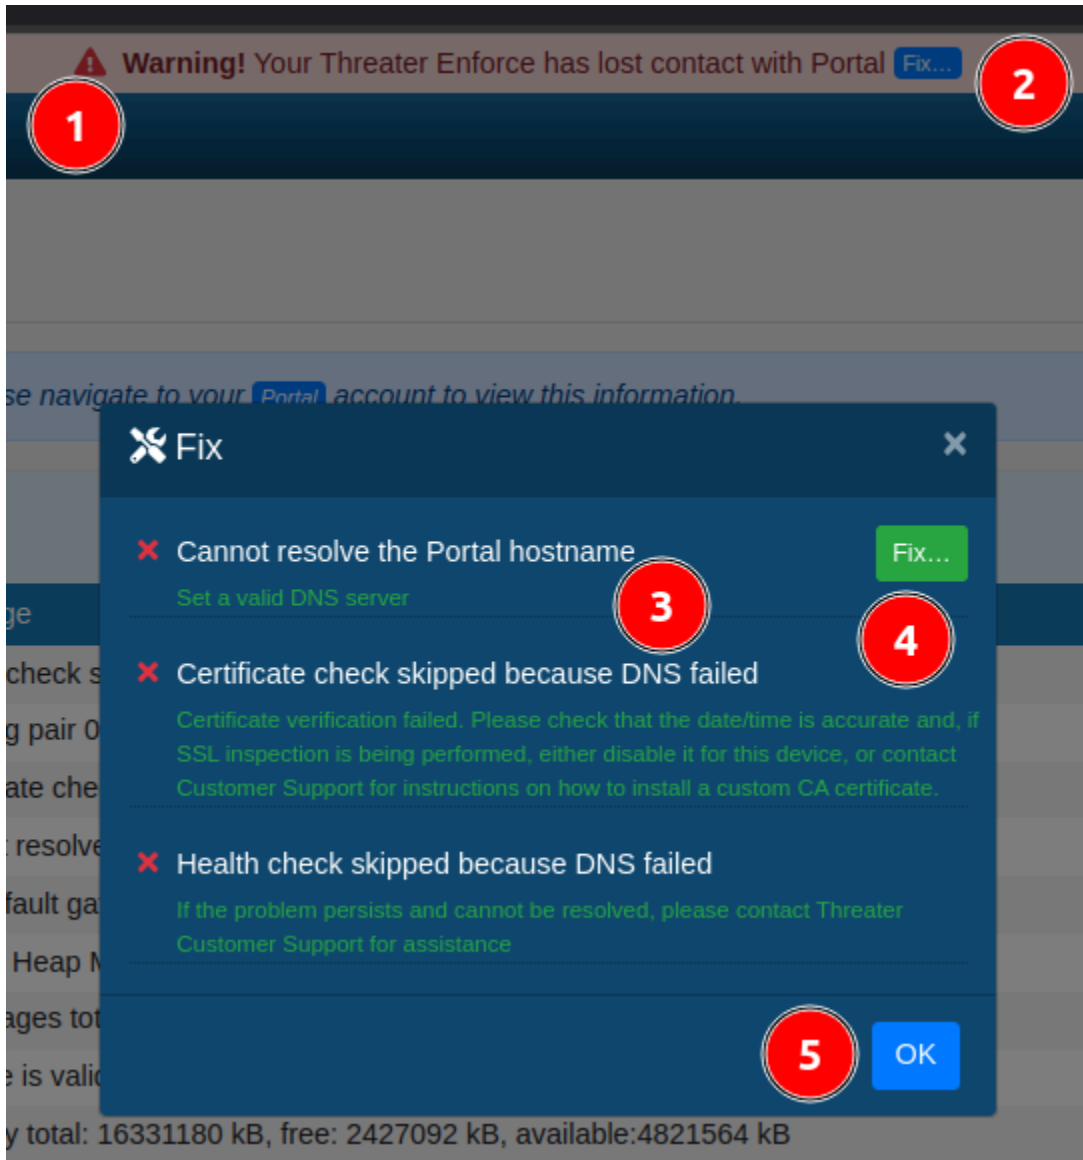 Warning! Your Threater Enforce has lost contact with Portal Fix...
2
1
se navigate to your Portal account to view this information.
Fix
Cannot resolve the Portal hostname
Fix...
Set a valid DNS server
3
4
ge
check s
Certificate check skipped because DNS failed
Certificate verification failed. Please check that the date/time is accurate and, if
g pair 0
SSL inspection is being performed, either disable it for this device, or contact
ate che
Customer Support for instructions on how to install a custom CA certificate.
resolve
Health check skipped because DNS failed
fault ga
If the problem persists and cannot be resolved, please contact Threater
Customer Support for assistance
Heap M
ages tot
5
OK
e is valid
y total: 16331180 kB, free: 2427092 kB, available:4821564 kB